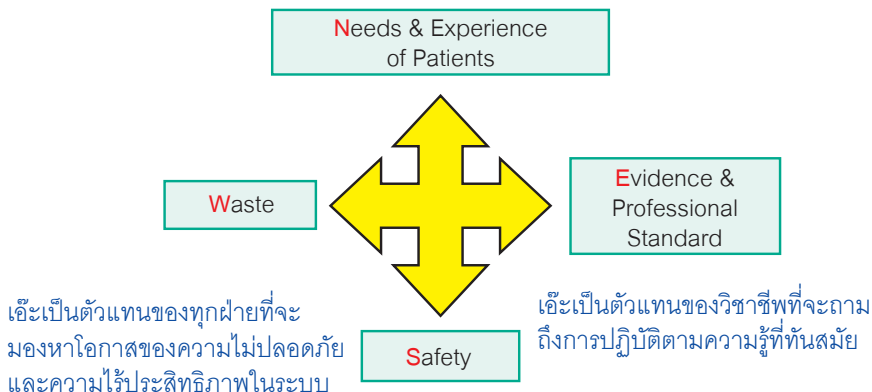 Needs & Experience
of Patients
Waste
Evidence &
Professional
Standard
เอ๊ะเป็นตัวแทนของทุกฝ่ายที่จะ
มองหาโอกาสของความไม่ปลอดภัย
และความไร้ประสิทธิภาพในระบบ
Safety
เอ๊ะเป็นตัวแทนของวิชาชีพที่จะถาม
ถึงการปฏิบัติตามความรู้ที่ทันสมัย